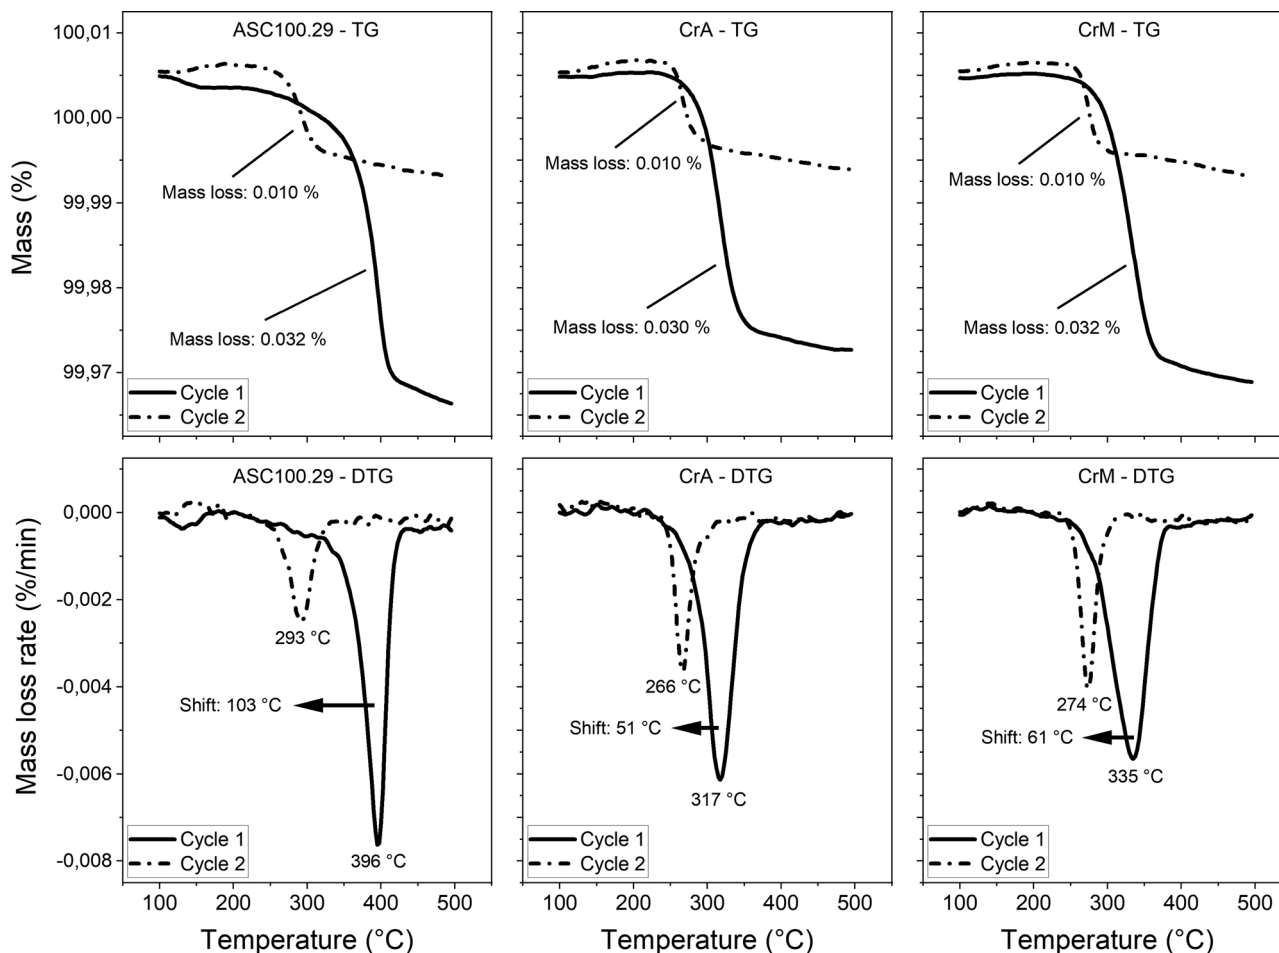 ASC100.29 - TG
CrA - TG
CrM - TG
Mass (%)
100,01
100,00
99,99
99,98
99,97
Mass loss: 0.010 %
Mass loss: 0.032 %
Cycle 1
Cycle 2
Mass loss: 0.010 %
Mass loss: 0.030 %
Cycle 1
Cycle 2
Mass loss: 0.010 %
Mass loss: 0.032 %
Cycle 1
Cycle 2
ASC100.29 - DTG
CrA - DTG
CrM - DTG
Mass loss rate (%/min)
0,000
-0,002
-0,004
-0,006
-0,008
293 °C
Shift: 103 °C
396 °C
Cycle 1
Cycle 2
266 °C
Shift: 51 °C
317 °C
Cycle 1
Cycle 2
274 °C
Shift: 61 °C
335 °C
Cycle 1
Cycle 2
100 200 300 400 500
100 200 300 400 500
100 200 300 400 500
Temperature (°C)
Temperature (°C)
Temperature (°C)